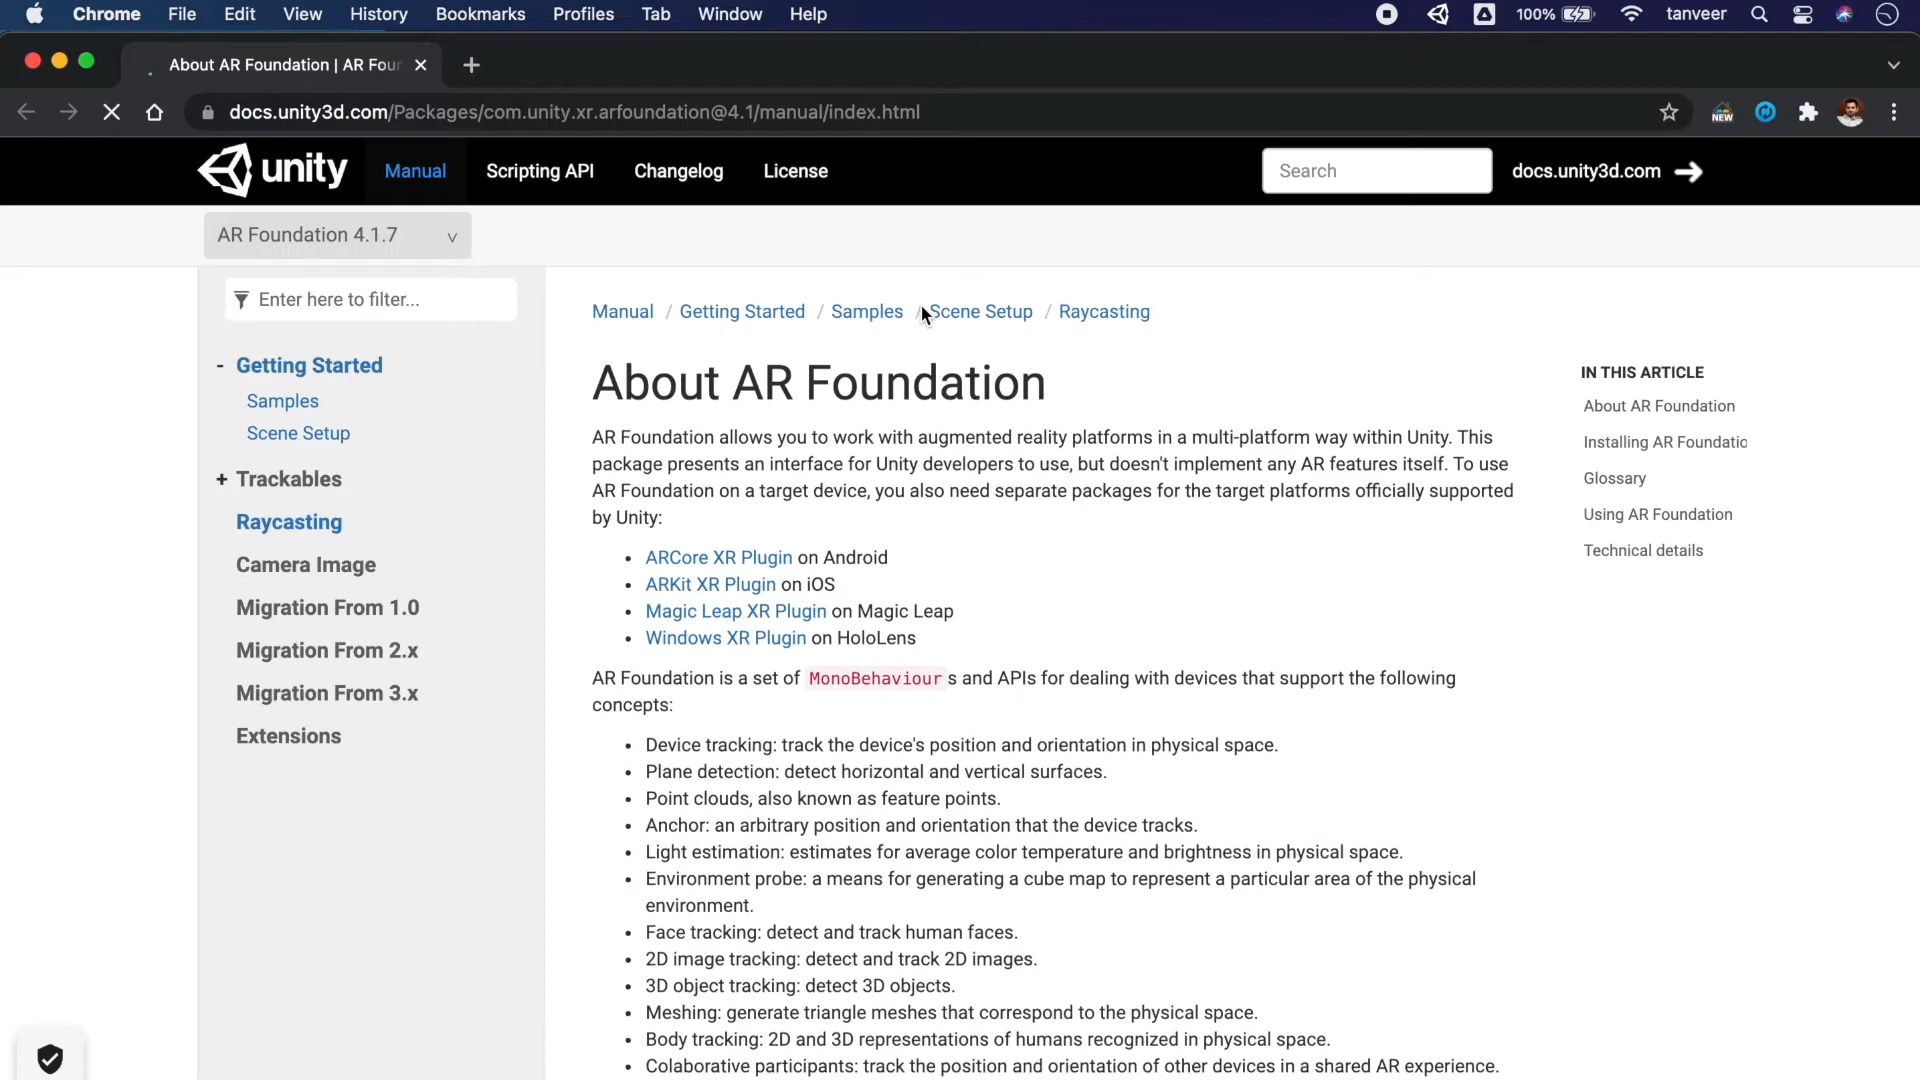 Chrome File Edit View History Bookmarks Profiles Tab Window Help 100% tanveer
About AR Foundation | AR Four
docs.unity3d.com/Packages/com.unity.xr.arfoundation@4.1/manual/index.html
NEW
unity Manual Scripting API Changelog License Search docs.unity3d.com
AR Foundation 4.1.7
Enter here to filter...
- Getting Started
Samples
Scene Setup
+ Trackables
Raycasting
Camera Image
Migration From 1.0
Migration From 2.x
Migration From 3.x
Extensions
Manual / Getting Started / Samples / Scene Setup / Raycasting
About AR Foundation
AR Foundation allows you to work with augmented reality platforms in a multi-platform way within Unity. This
package presents an interface for Unity developers to use, but doesn't implement any AR features itself. To use
AR Foundation on a target device, you also need separate packages for the target platforms officially supported
by Unity:
• ARCore XR Plugin on Android
• ARKit XR Plugin on iOS
• Magic Leap XR Plugin on Magic Leap
• Windows XR Plugin on HoloLens
AR Foundation is a set of MonoBehaviour s and APIs for dealing with devices that support the following
concepts:
• Device tracking: track the device's position and orientation in physical space.
• Plane detection: detect horizontal and vertical surfaces.
• Point clouds, also known as feature points.
• Anchor: an arbitrary position and orientation that the device tracks.
• Light estimation: estimates for average color temperature and brightness in physical space.
• Environment probe: a means for generating a cube map to represent a particular area of the physical
environment.
• Face tracking: detect and track human faces.
• 2D image tracking: detect and track 2D images.
• 3D object tracking: detect 3D objects.
• Meshing: generate triangle meshes that correspond to the physical space.
• Body tracking: 2D and 3D representations of humans recognized in physical space.
• Colaborative participants: track the position and orientation of other devices in a shared AR experience.
IN THIS ARTICLE
About AR Foundation
Installing AR Foundatic
Glossary
Using AR Foundation
Technical details